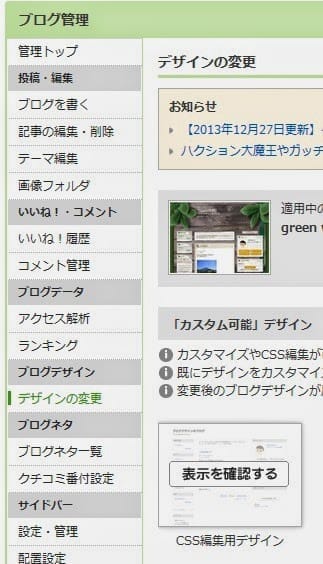 ブログ管理
管理トップ
投稿・編集
ブログを書く
記事の編集・削除
テーマ編集
画像フォルダ
いいね！・コメント
いいね！履歴
コメント管理
ブログデータ
アクセス解析
ランキング
ブログデザイン
デザインの変更
ブログネタ
ブログネタ一覧
クチコミ番付設定
サイドバー
設定・管理
配置設定
デザインの変更
お知らせ
【2013年12月27日更新】
ハクション大魔王やガッチ
適用中の
green
「カスタム可能」デザイン
カスタマイズやCSS編集が
既にデザインをカスタマイ
変更後のブログデザインが
表示を確認する
CSS編集用デザイン